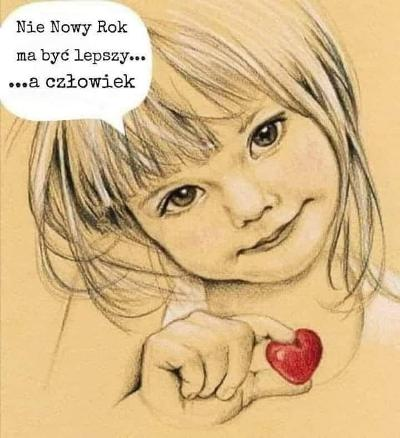 Nie Nowy Rok
ma być lepszy...
...a człowiek